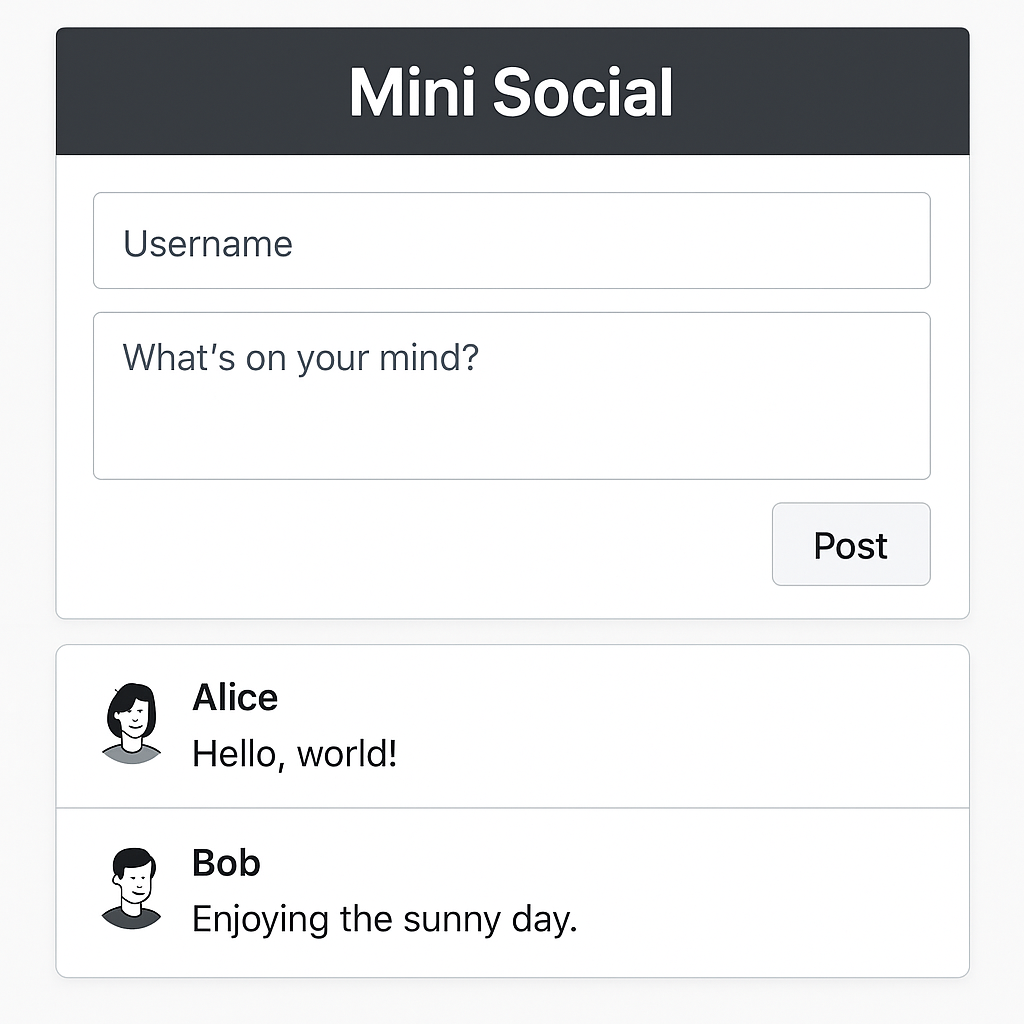 Mini Social
Username
What’s on your mind?
Post
Alice
Hello, world!
Bob
Enjoying the sunny day.